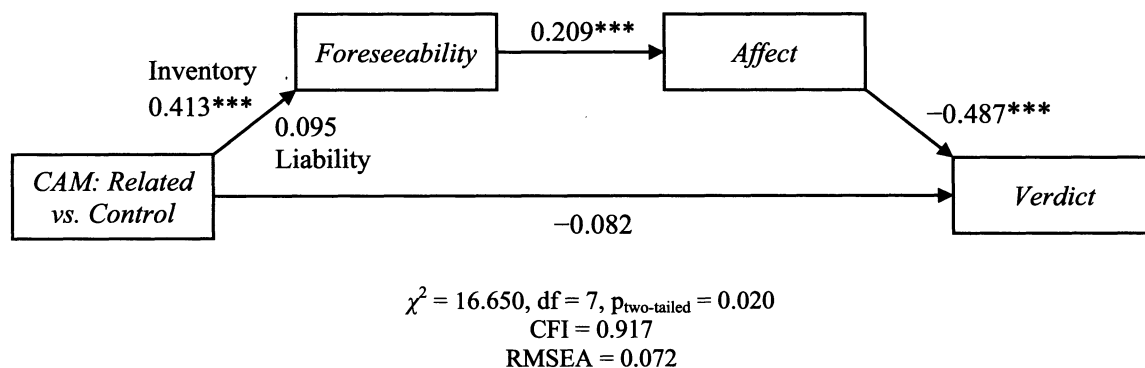 Foreseeability
0.209***
Affect
Inventory
0.413***
0.095
Liability
−0.487***
CAM: Related
vs. Control
−0.082
Verdict
χ² = 16.650, df = 7, p_two-tailed = 0.020
CFI = 0.917
RMSEA = 0.072